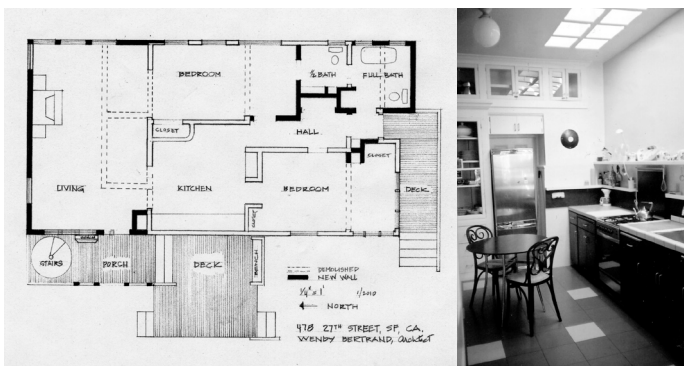 BEDROOM
½ BATH
FULL BATH
CLOSET
HALL
CLOSET
LIVING
KITCHEN
BEDROOM
DECK
STAIRS
PORCH
DECK
BENCH
DEMOLISHED
NEW WALL
¼" = 1'
1/2010
NORTH
478 27TH STREET, SF, CA.
WENDY BERTRAND, Architect